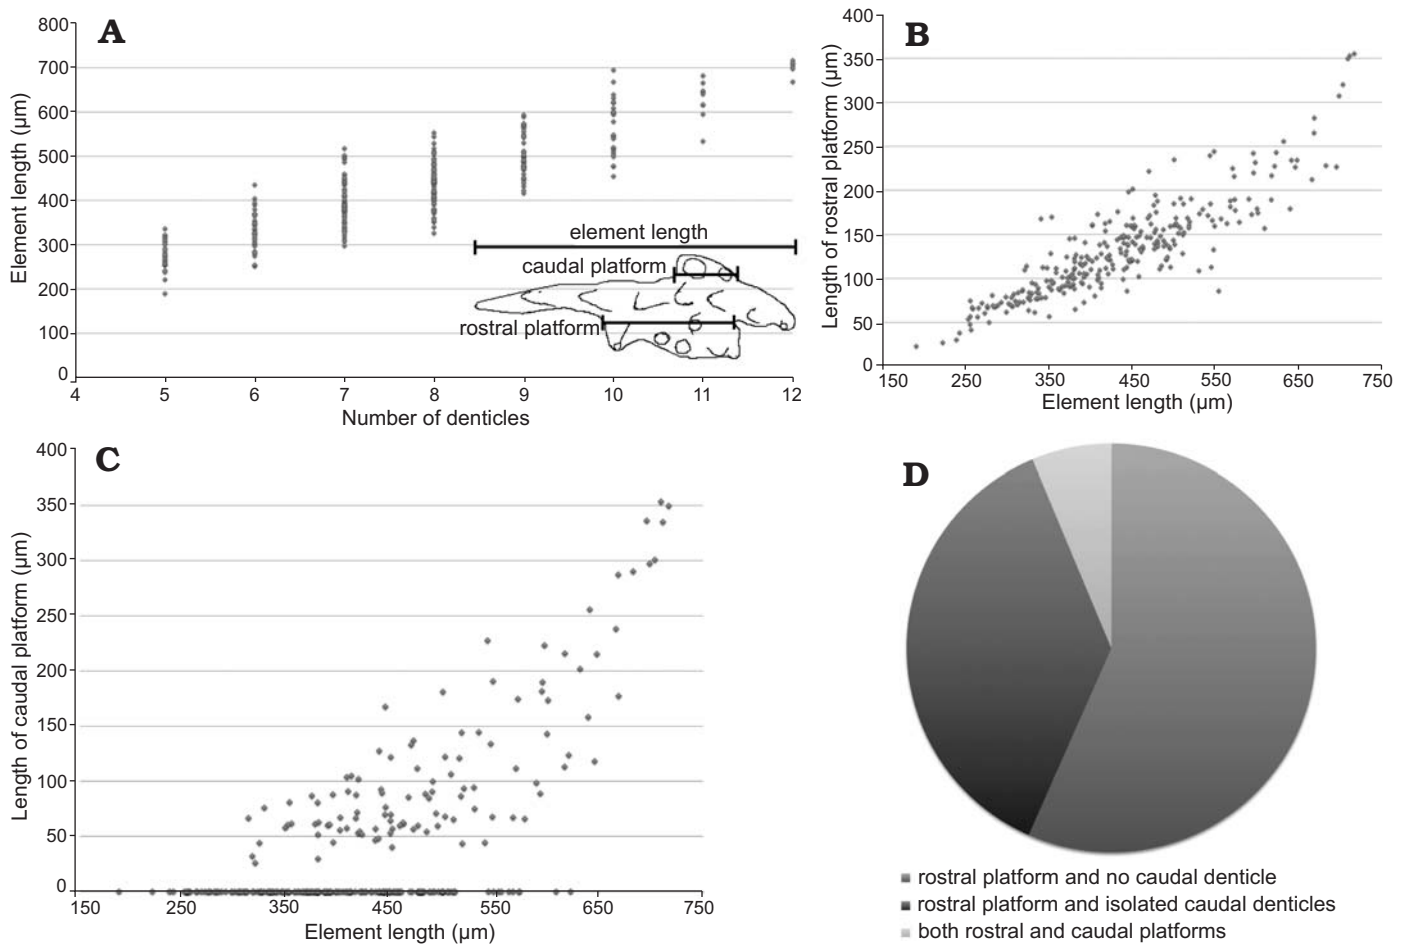 A
Element length (µm)
800
700
600
500
400
300
200
100
0
4 5 6 7 8 9 10 11 12
Number of denticles
element length
caudal platform
rostral platform
B
Length of rostral platform (µm)
400
350
300
250
200
150
100
50
0
150 250 350 450 550 650 750
Element length (µm)
C
Length of caudal platform (µm)
400
350
300
250
200
150
100
50
0
150 250 350 450 550 650 750
Element length (µm)
D
rostral platform and no caudal denticle
rostral platform and isolated caudal denticles
both rostral and caudal platforms